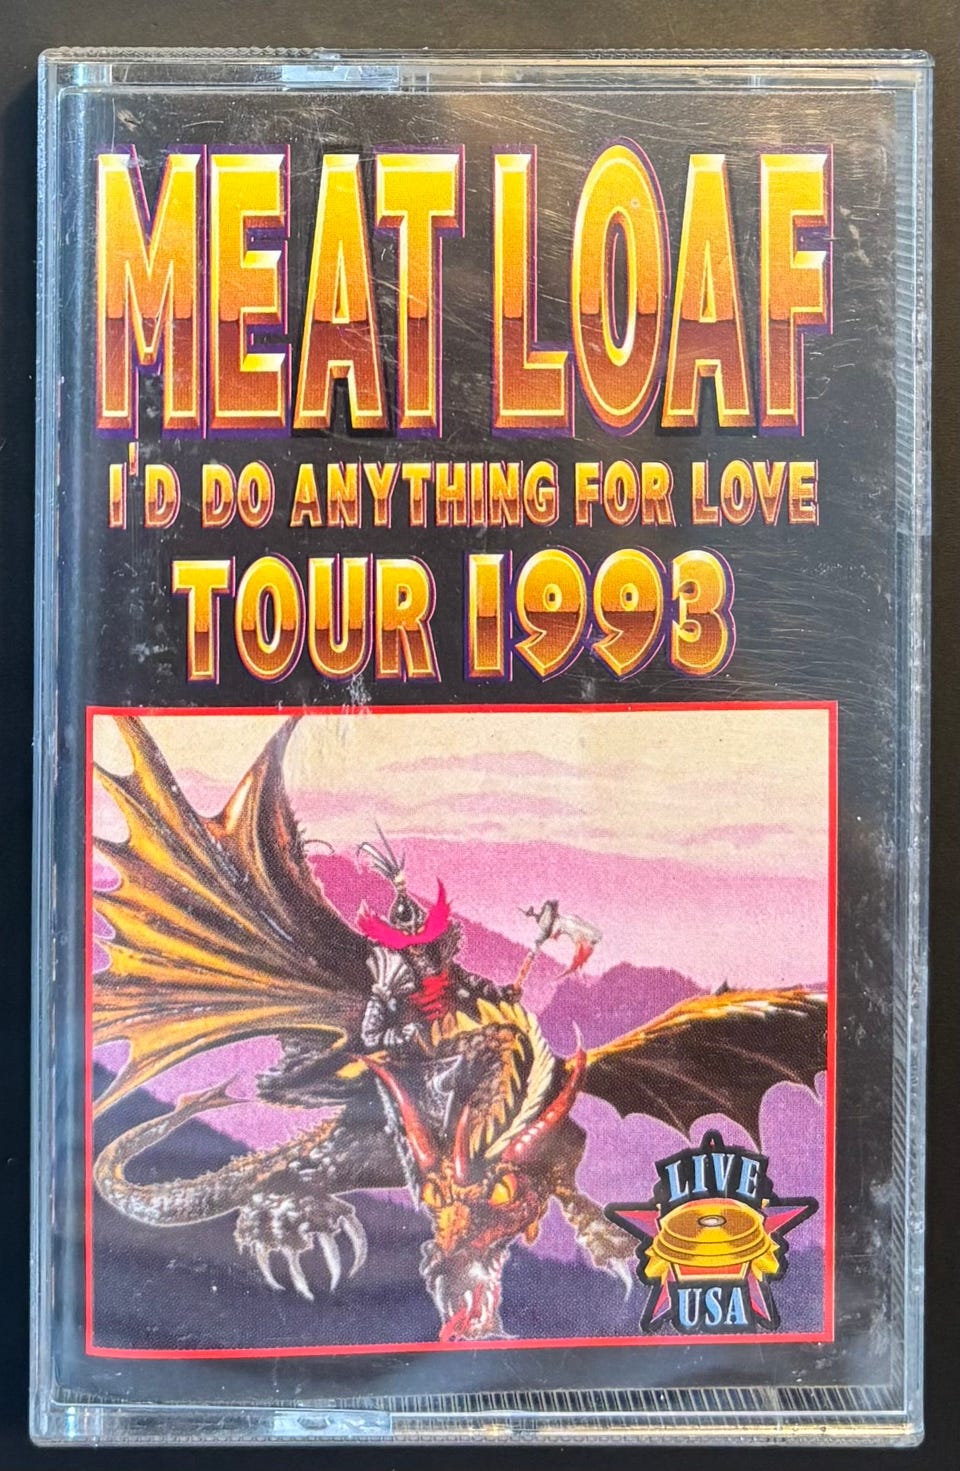 MEAT LOAF
I'D DO ANYTHING FOR LOVE
TOUR 1993
LIVE
USA